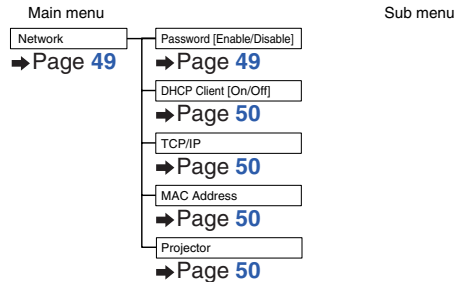 Main menu
Sub menu
Network
➡Page 49
Password [Enable/Disable]
➡Page 49
DHCP Client [On/Off]
➡Page 50
TCP/IP
➡Page 50
MAC Address
➡Page 50
Projector
➡Page 50